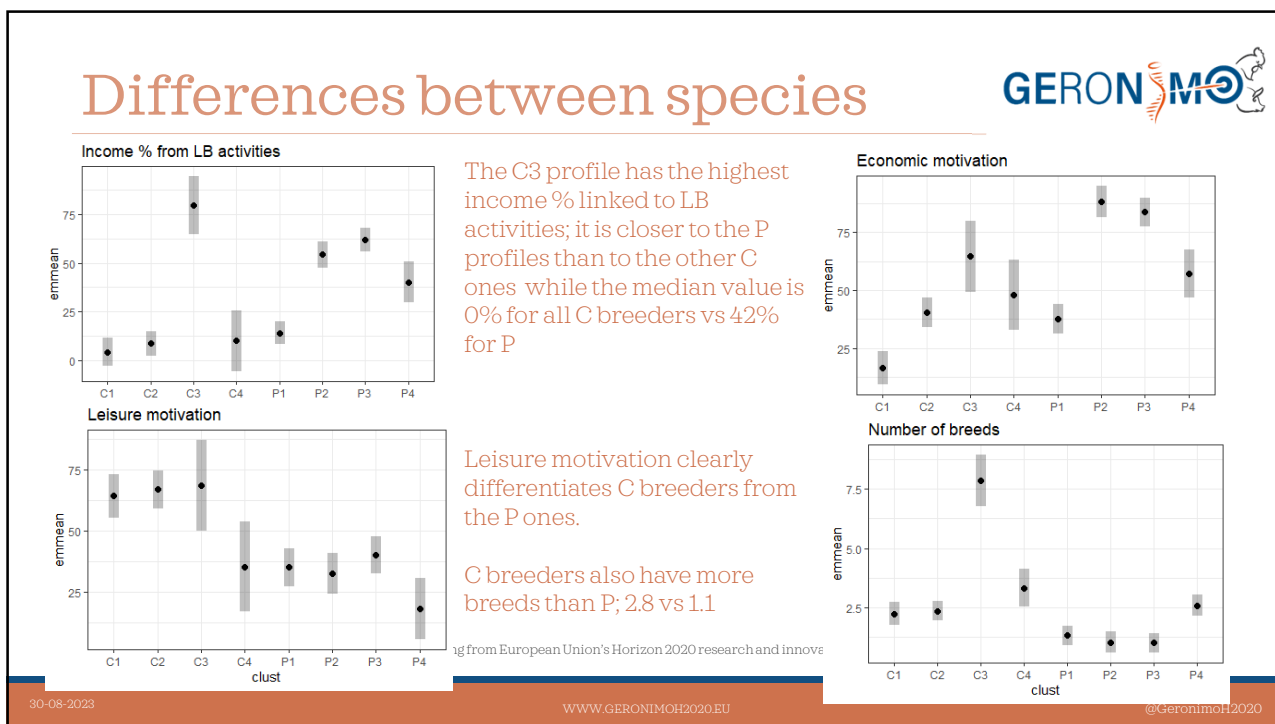 Differences between species
GERONIMO
Income % from LB activities
emmean
75
50
25
0
C1 C2 C3 C4 P1 P2 P3 P4
The C3 profile has the highest
income % linked to LB
activities; it is closer to the P
profiles than to the other C
ones while the median value is
0% for all C breeders vs 42%
for P
Economic motivation
emmean
75
50
25
C1 C2 C3 C4 P1 P2 P3 P4
Leisure motivation
emmean
75
50
25
C1 C2 C3 C4 P1 P2 P3 P4
clust
Leisure motivation clearly
differentiates C breeders from
the P ones.
C breeders also have more
breeds than P; 2.8 vs 1.1
Number of breeds
emmean
7.5
5.0
2.5
C1 C2 C3 C4 P1 P2 P3 P4
clust
from European Union's Horizon 2020 research and
30-08-2023
WWW.GERONIMOH2020.EU
@GeronimoH2020